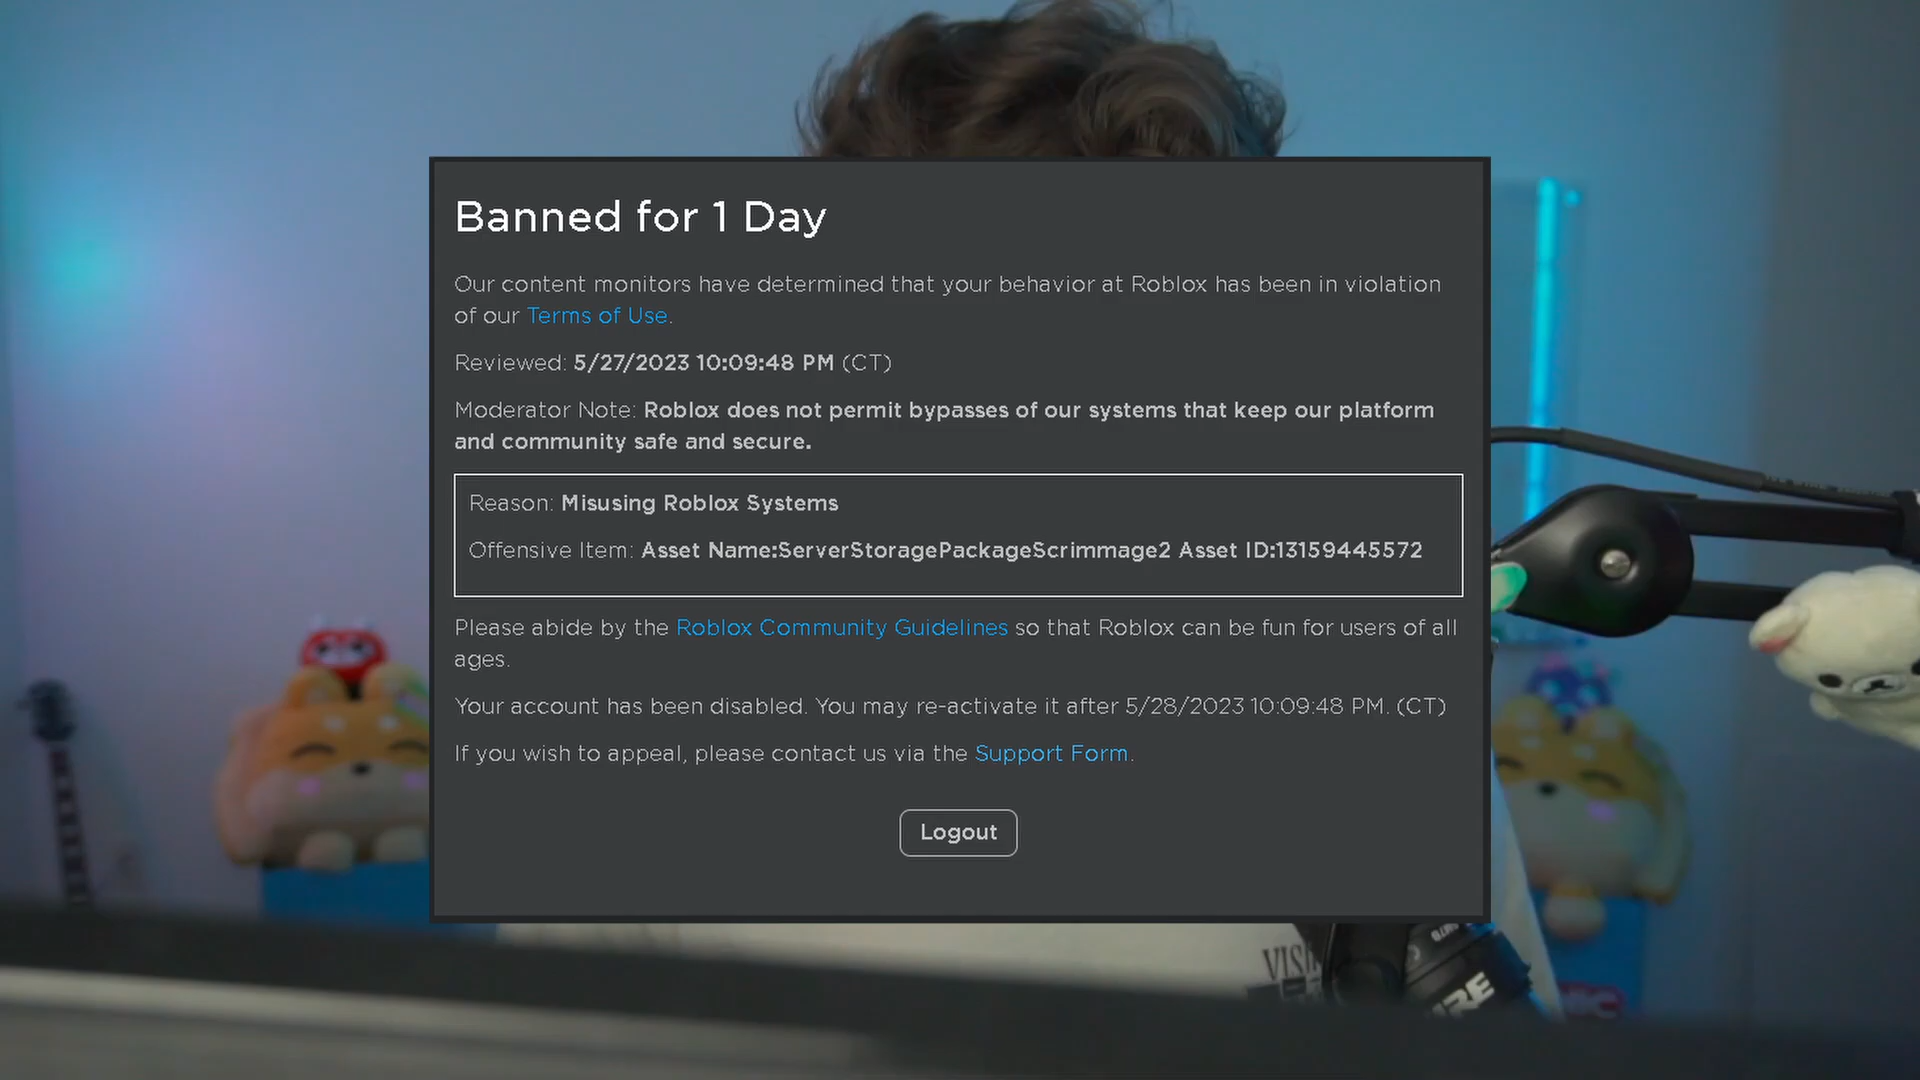 Banned for 1 Day
Our content monitors have determined that your behavior at Roblox has been in violation
of our Terms of Use.
Reviewed: 5/27/2023 10:09:48 PM (CT)
Moderator Note: Roblox does not permit bypasses of our systems that keep our platform
and community safe and secure.
Reason: Misusing Roblox Systems
Offensive Item: Asset Name:ServerStoragePackageScrimmage2 Asset ID:13159445572
Please abide by the Roblox Community Guidelines so that Roblox can be fun for users of all
ages.
Your account has been disabled. You may re-activate it after 5/28/2023 10:09:48 PM. (CT)
If you wish to appeal, please contact us via the Support Form.
Logout